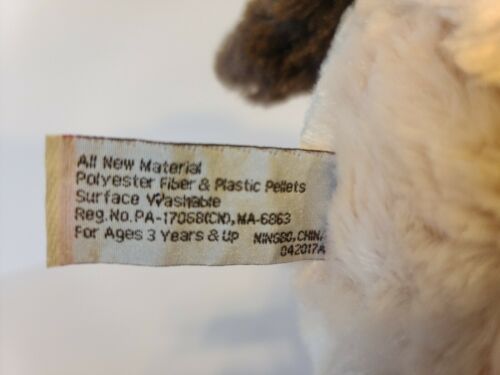 All New Material
Polyester Fiber & Plastic Pellets
Surface Washable
Reg.No.PA-17068(CN),MA-6863
For Ages 3 Years & Up NINGBO,CHINA
042017A